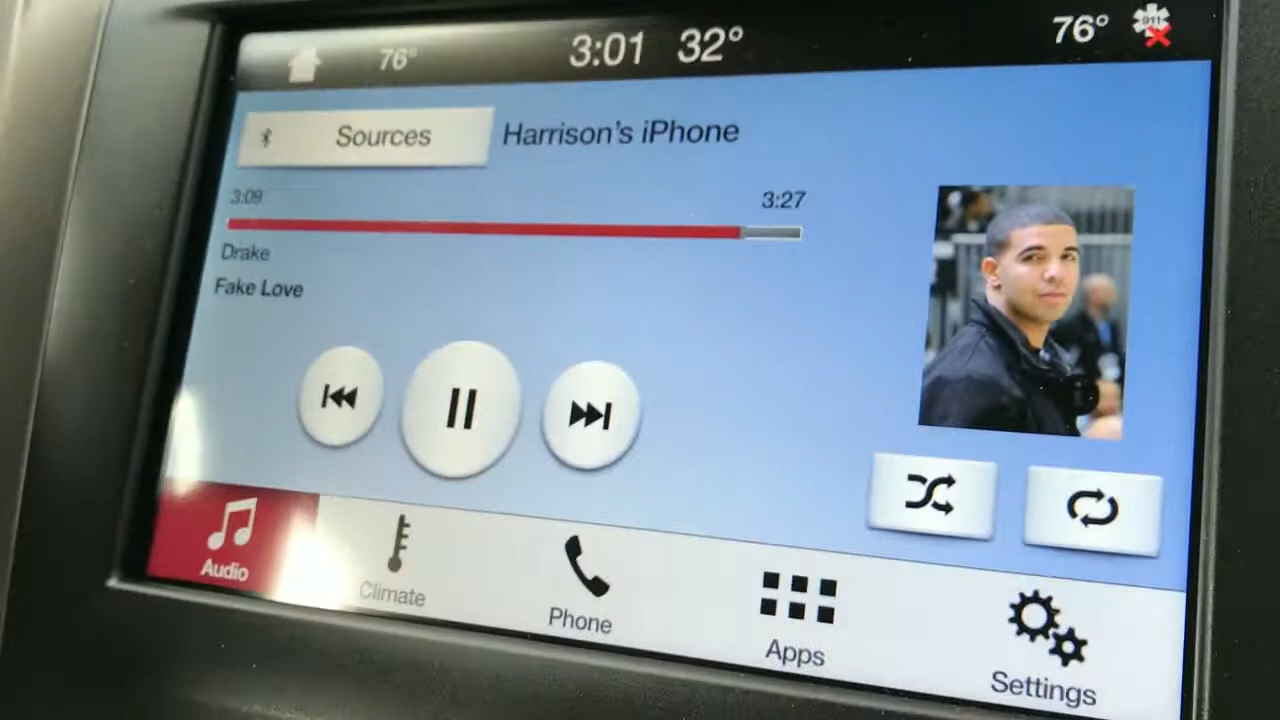 76° 3:01 32° 76° 911
Sources Harrison's iPhone
3:09 3:27
Drake
Fake Love
Audio Climate Phone Apps Settings